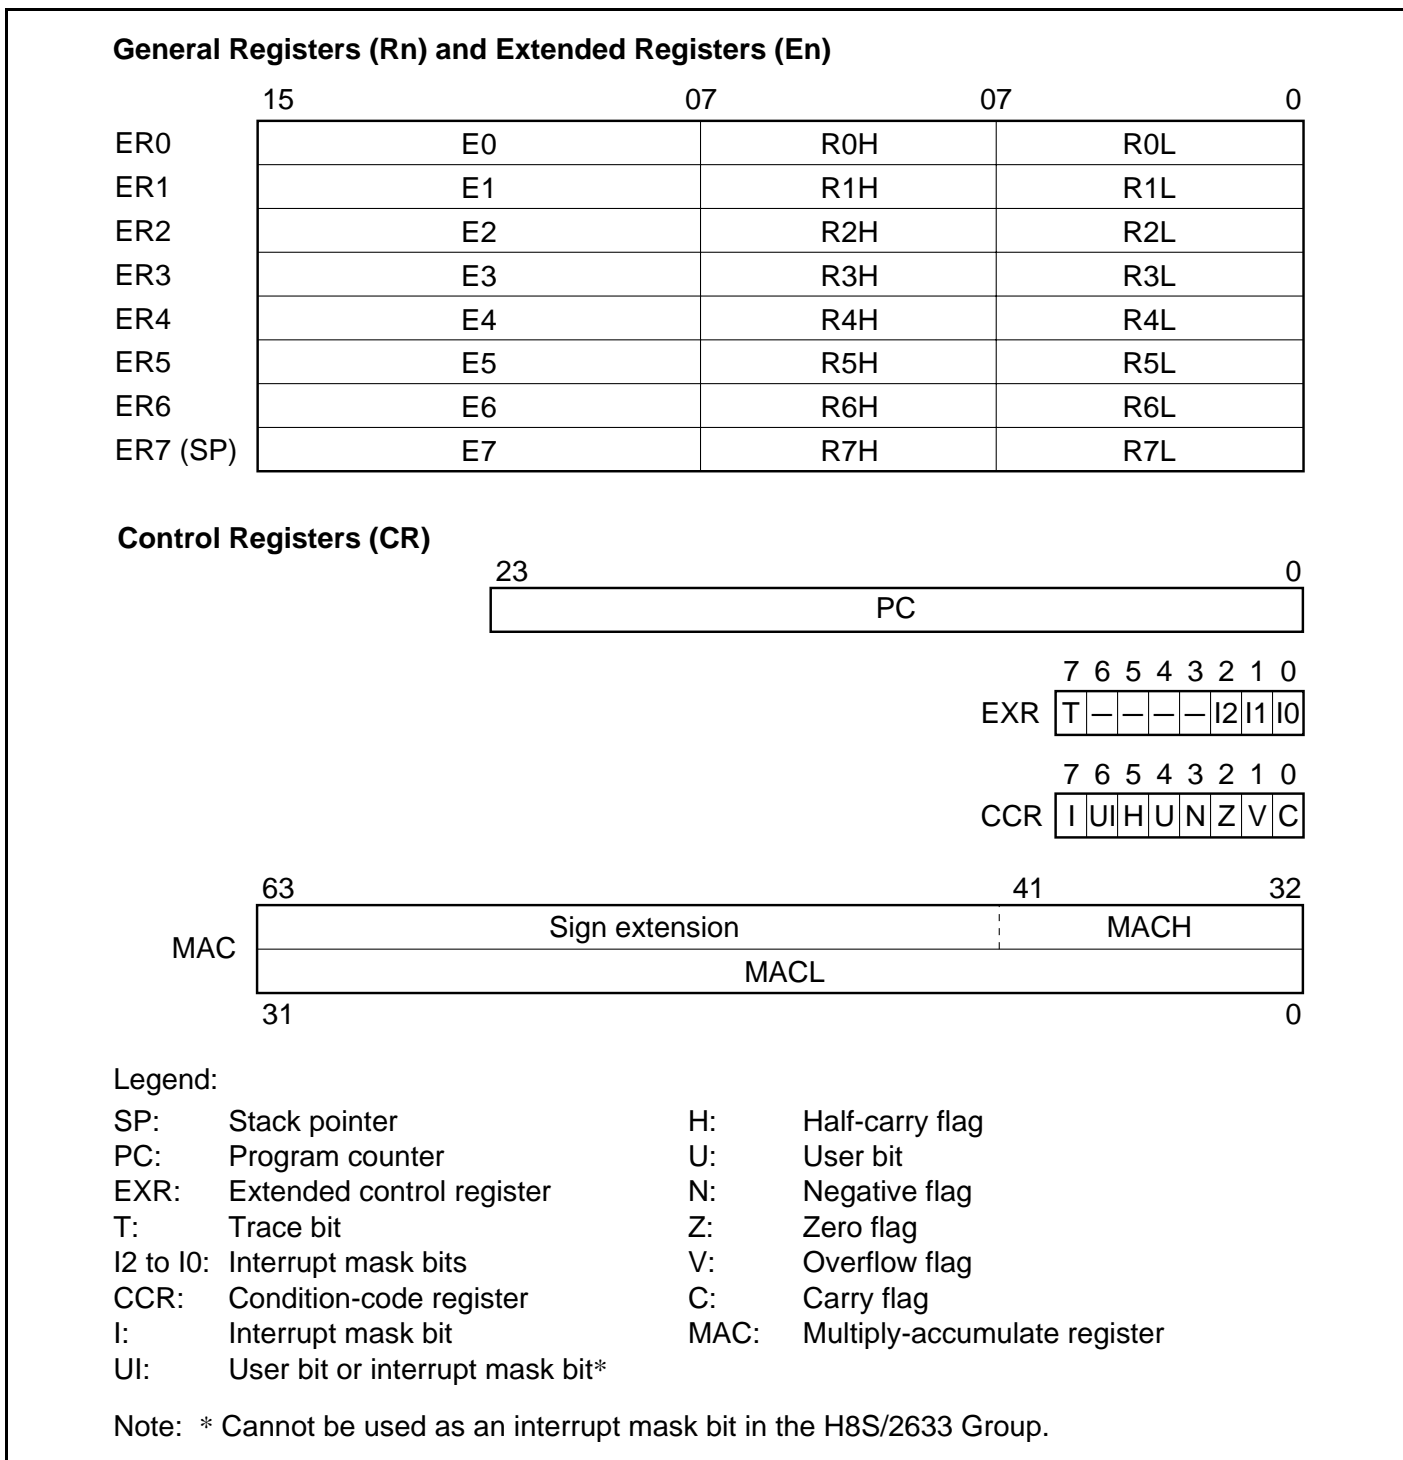 General Registers (Rn) and Extended Registers (En)
15 07 07 0
ER0 E0 R0H R0L
ER1 E1 R1H R1L
ER2 E2 R2H R2L
ER3 E3 R3H R3L
ER4 E4 R4H R4L
ER5 E5 R5H R5L
ER6 E6 R6H R6L
ER7 (SP) E7 R7H R7L
Control Registers (CR)
23 0
PC
7 6 5 4 3 2 1 0
EXR T — — — — I2 I1 I0
7 6 5 4 3 2 1 0
CCR I UI H U N Z V C
63 41 32
Sign extension MACH
MAC
MACL
31 0
Legend:
SP: Stack pointer H: Half-carry flag
PC: Program counter U: User bit
EXR: Extended control register N: Negative flag
T: Trace bit Z: Zero flag
I2 to I0: Interrupt mask bits V: Overflow flag
CCR: Condition-code register C: Carry flag
I: Interrupt mask bit MAC: Multiply-accumulate register
UI: User bit or interrupt mask bit*
Note: * Cannot be used as an interrupt mask bit in the H8S/2633 Group.